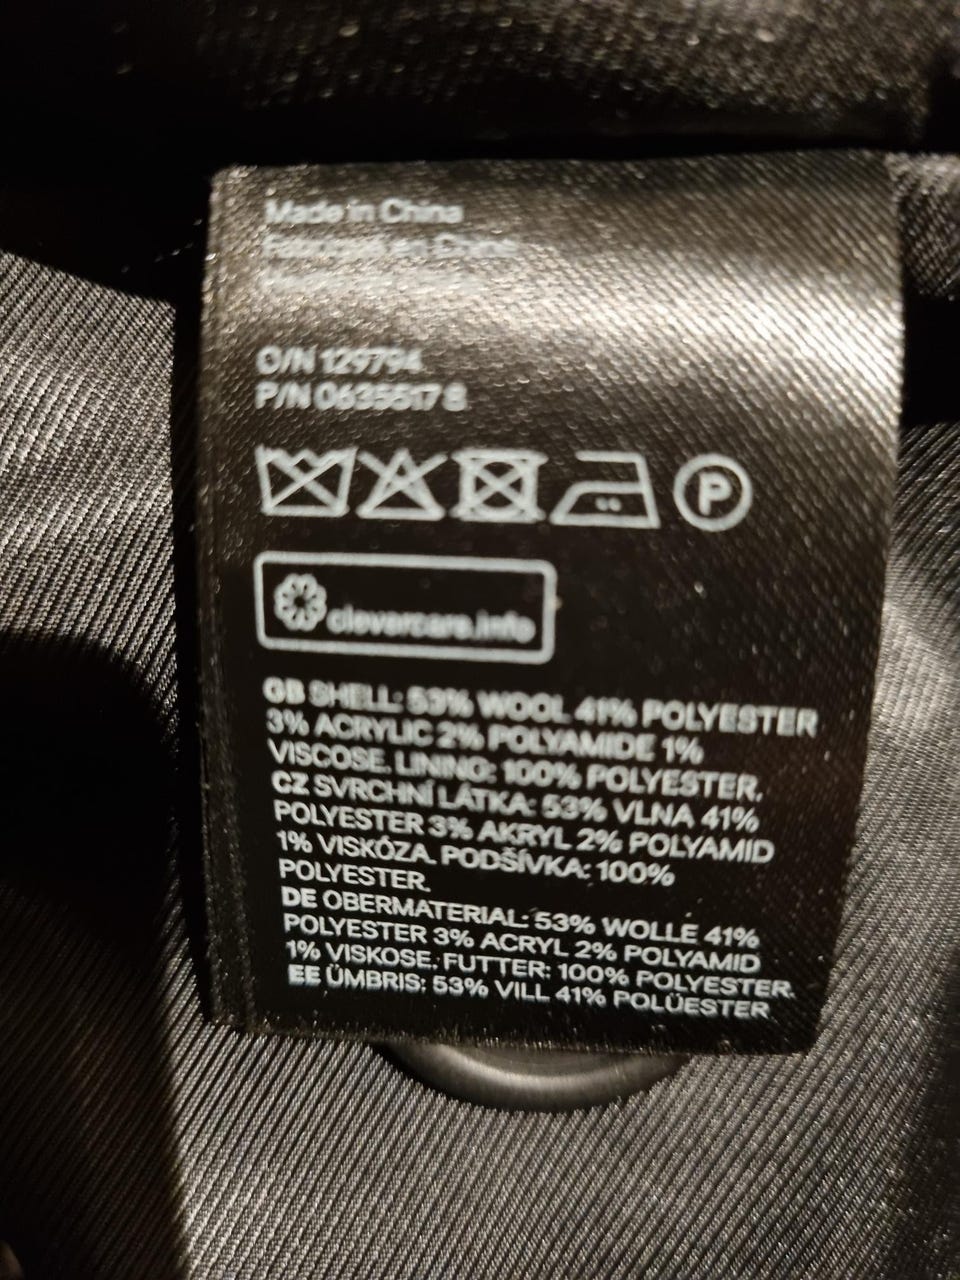 Made in China
Fabriqué en Chine
O/N 129794
P/N 0635517 8
P
clevercare.info
GB SHELL: 53% WOOL 41% POLYESTER
3% ACRYLIC 2% POLYAMIDE 1%
VISCOSE. LINING: 100% POLYESTER.
CZ SVRCHNÍ LÁTKA: 53% VLNA 41%
POLYESTER 3% AKRYL 2% POLYAMID
1% VISKÓZA. PODŠÍVKA: 100%
POLYESTER.
DE OBERMATERIAL: 53% WOLLE 41%
POLYESTER 3% ACRYL 2% POLYAMID
1% VISKOSE. FUTTER: 100% POLYESTER.
EE ÜMBRIS: 53% VILL 41% POLÜESTER